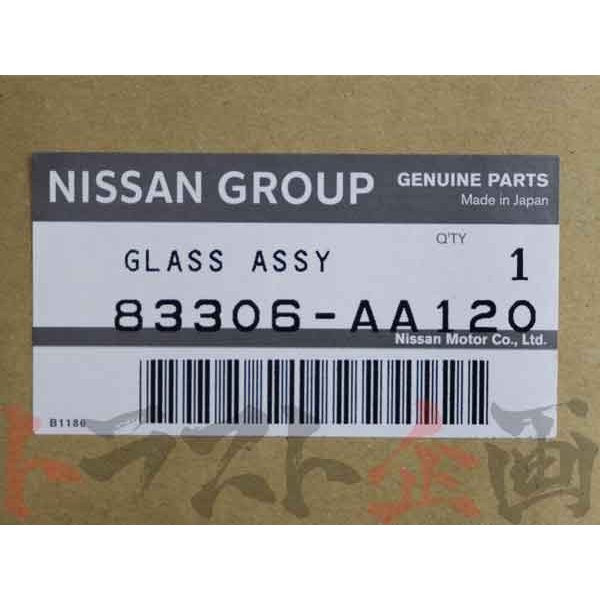 NISSAN GROUP
GENUINE PARTS
Made in Japan
GLASS ASSY
Q'TY
1
83306-AA120
Nissan Motor Co., Ltd.
B1180
トラスト企画